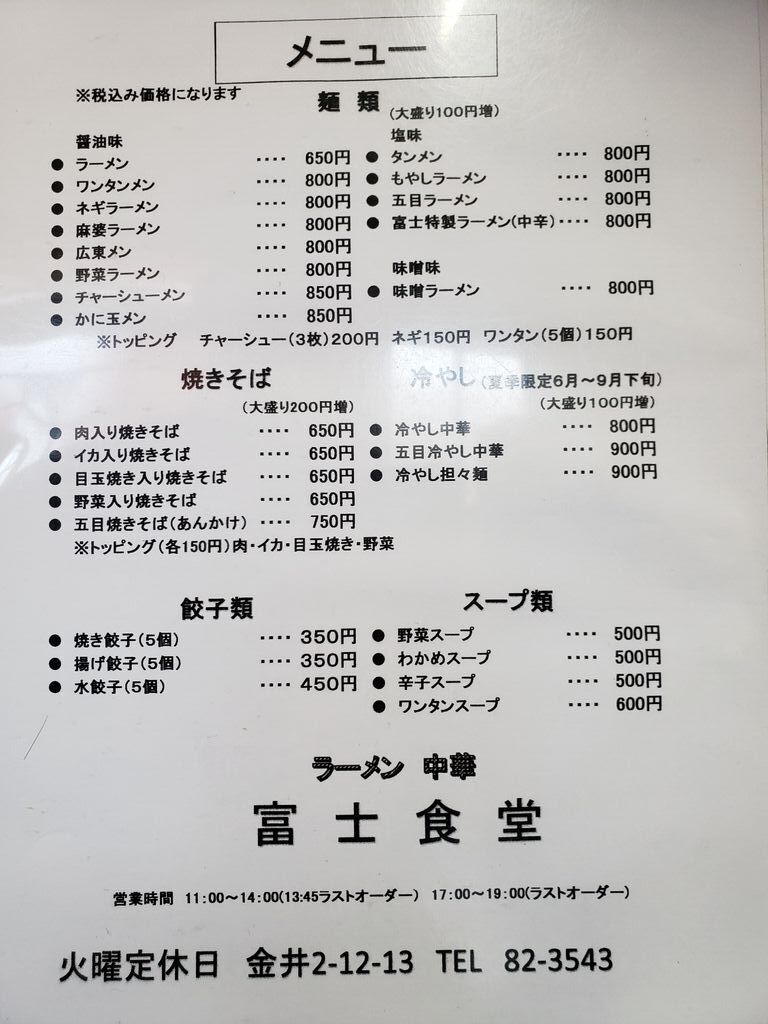 メニュー
※税込み価格になります
麺 類 (大盛り100円増)
醤油味
● ラーメン ‥‥ 650円
● ワンタンメン ‥‥ 800円
● ネギラーメン ‥‥ 800円
● 麻婆ラーメン ‥‥ 800円
● 広東メン ‥‥ 800円
● 野菜ラーメン ‥‥ 800円
● チャーシューメン ‥‥ 850円
● かに玉メン ‥‥ 850円
塩味
● タンメン ‥‥ 800円
● もやしラーメン ‥‥ 800円
● 五目ラーメン ‥‥ 800円
● 富士特製ラーメン(中辛) ‥‥ 800円
味噌味
● 味噌ラーメン ‥‥ 800円
※トッピング チャーシュー(3枚)200円 ネギ150円 ワンタン(5個)150円
焼きそば
(大盛り200円増)
● 肉入り焼きそば ‥‥ 650円
● イカ入り焼きそば ‥‥ 650円
● 目玉焼き入り焼きそば ‥‥ 650円
● 野菜入り焼きそば ‥‥ 650円
● 五目焼きそば(あんかけ) ‥‥ 750円
※トッピング(各150円)肉・イカ・目玉焼き・野菜
冷やし (夏季限定6月～9月下旬)
(大盛り100円増)
● 冷やし中華 ‥‥ 800円
● 五目冷やし中華 ‥‥ 900円
● 冷やし担々麺 ‥‥ 900円
餃子類
● 焼き餃子(5個) ‥‥ 350円
● 揚げ餃子(5個) ‥‥ 350円
● 水餃子(5個) ‥‥ 450円
スープ類
● 野菜スープ ‥‥ 500円
● わかめスープ ‥‥ 500円
● 辛子スープ ‥‥ 500円
● ワンタンスープ ‥‥ 600円
ラーメン 中華
富 士 食 堂
営業時間 11:00～14:00(13:45ラストオーダー) 17:00～19:00(ラストオーダー)
火曜定休日 金井2-12-13 TEL 82-3543